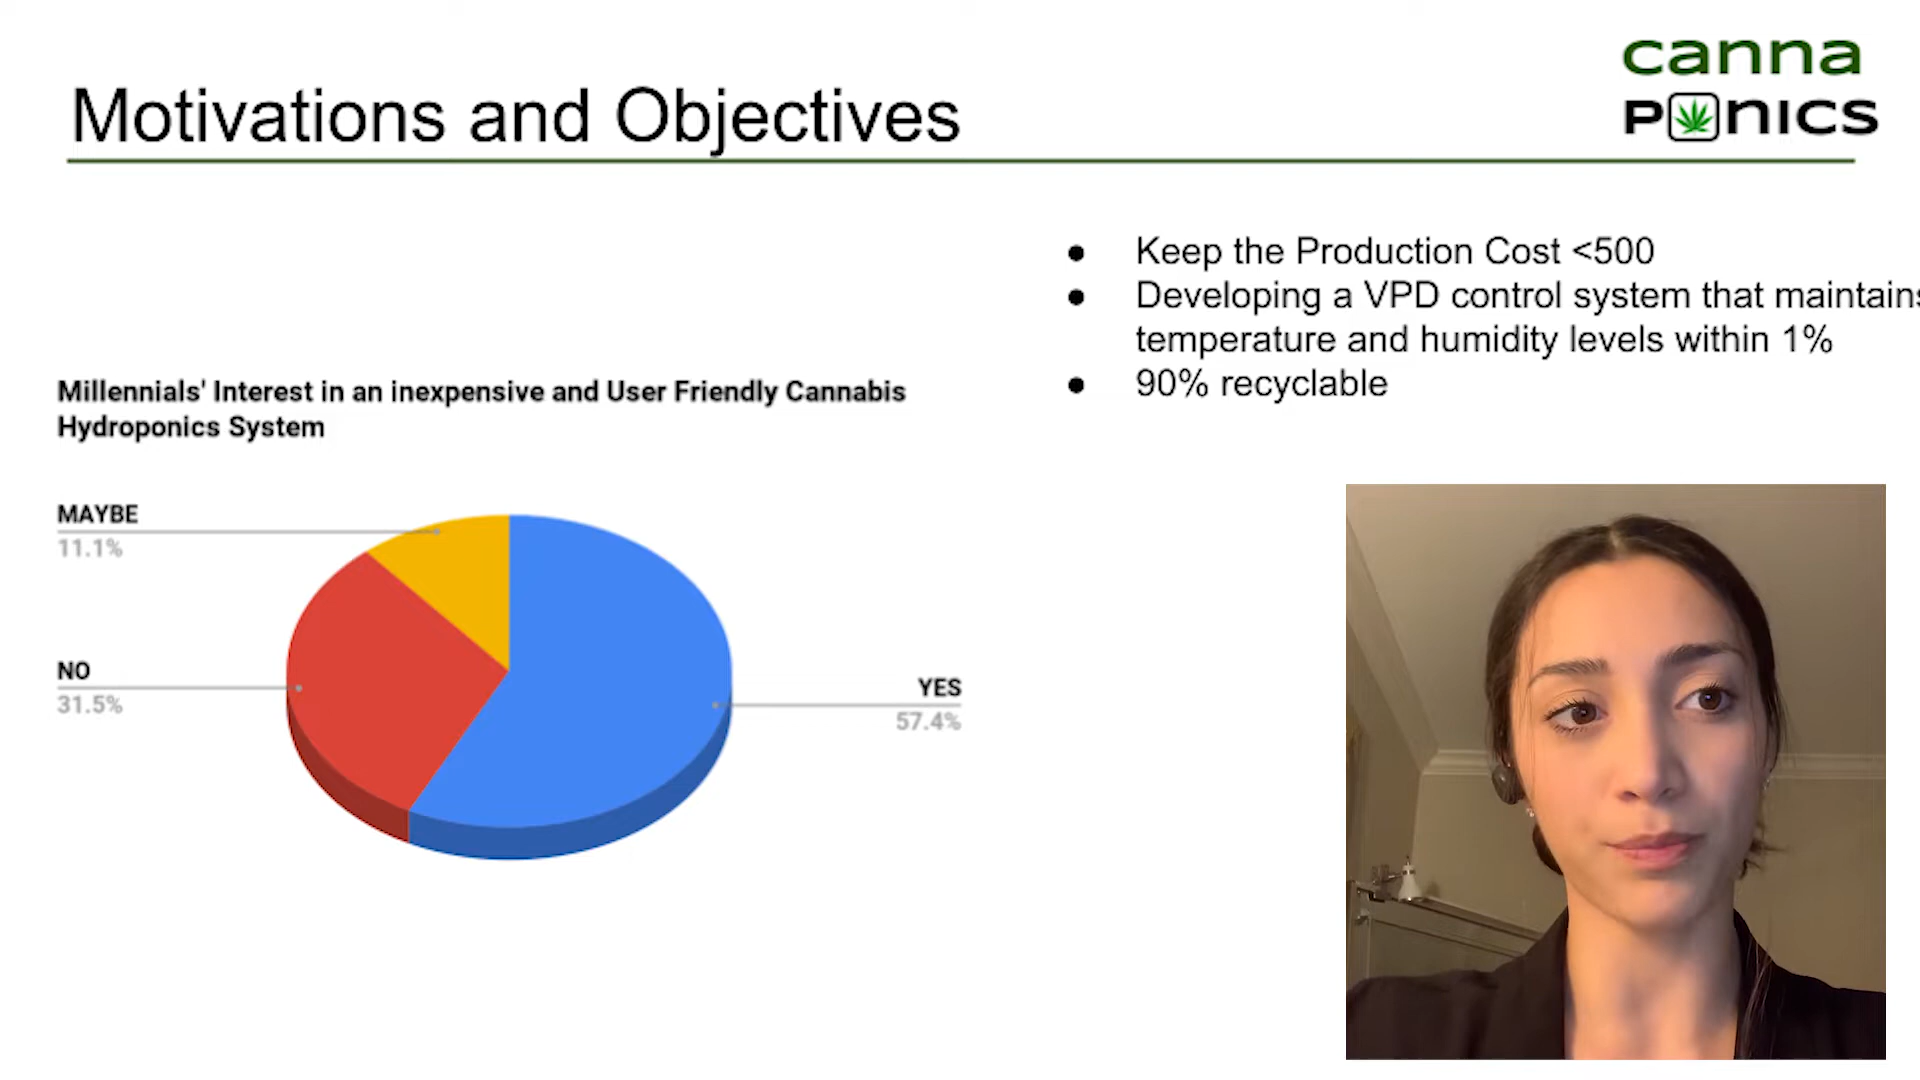 canna
PONICS
Motivations and Objectives
● Keep the Production Cost <500
● Developing a VPD control system that maintains
temperature and humidity levels within 1%
● 90% recyclable
Millennials' Interest in an inexpensive and User Friendly Cannabis
Hydroponics System
MAYBE
11.1%
NO
31.5%
YES
57.4%